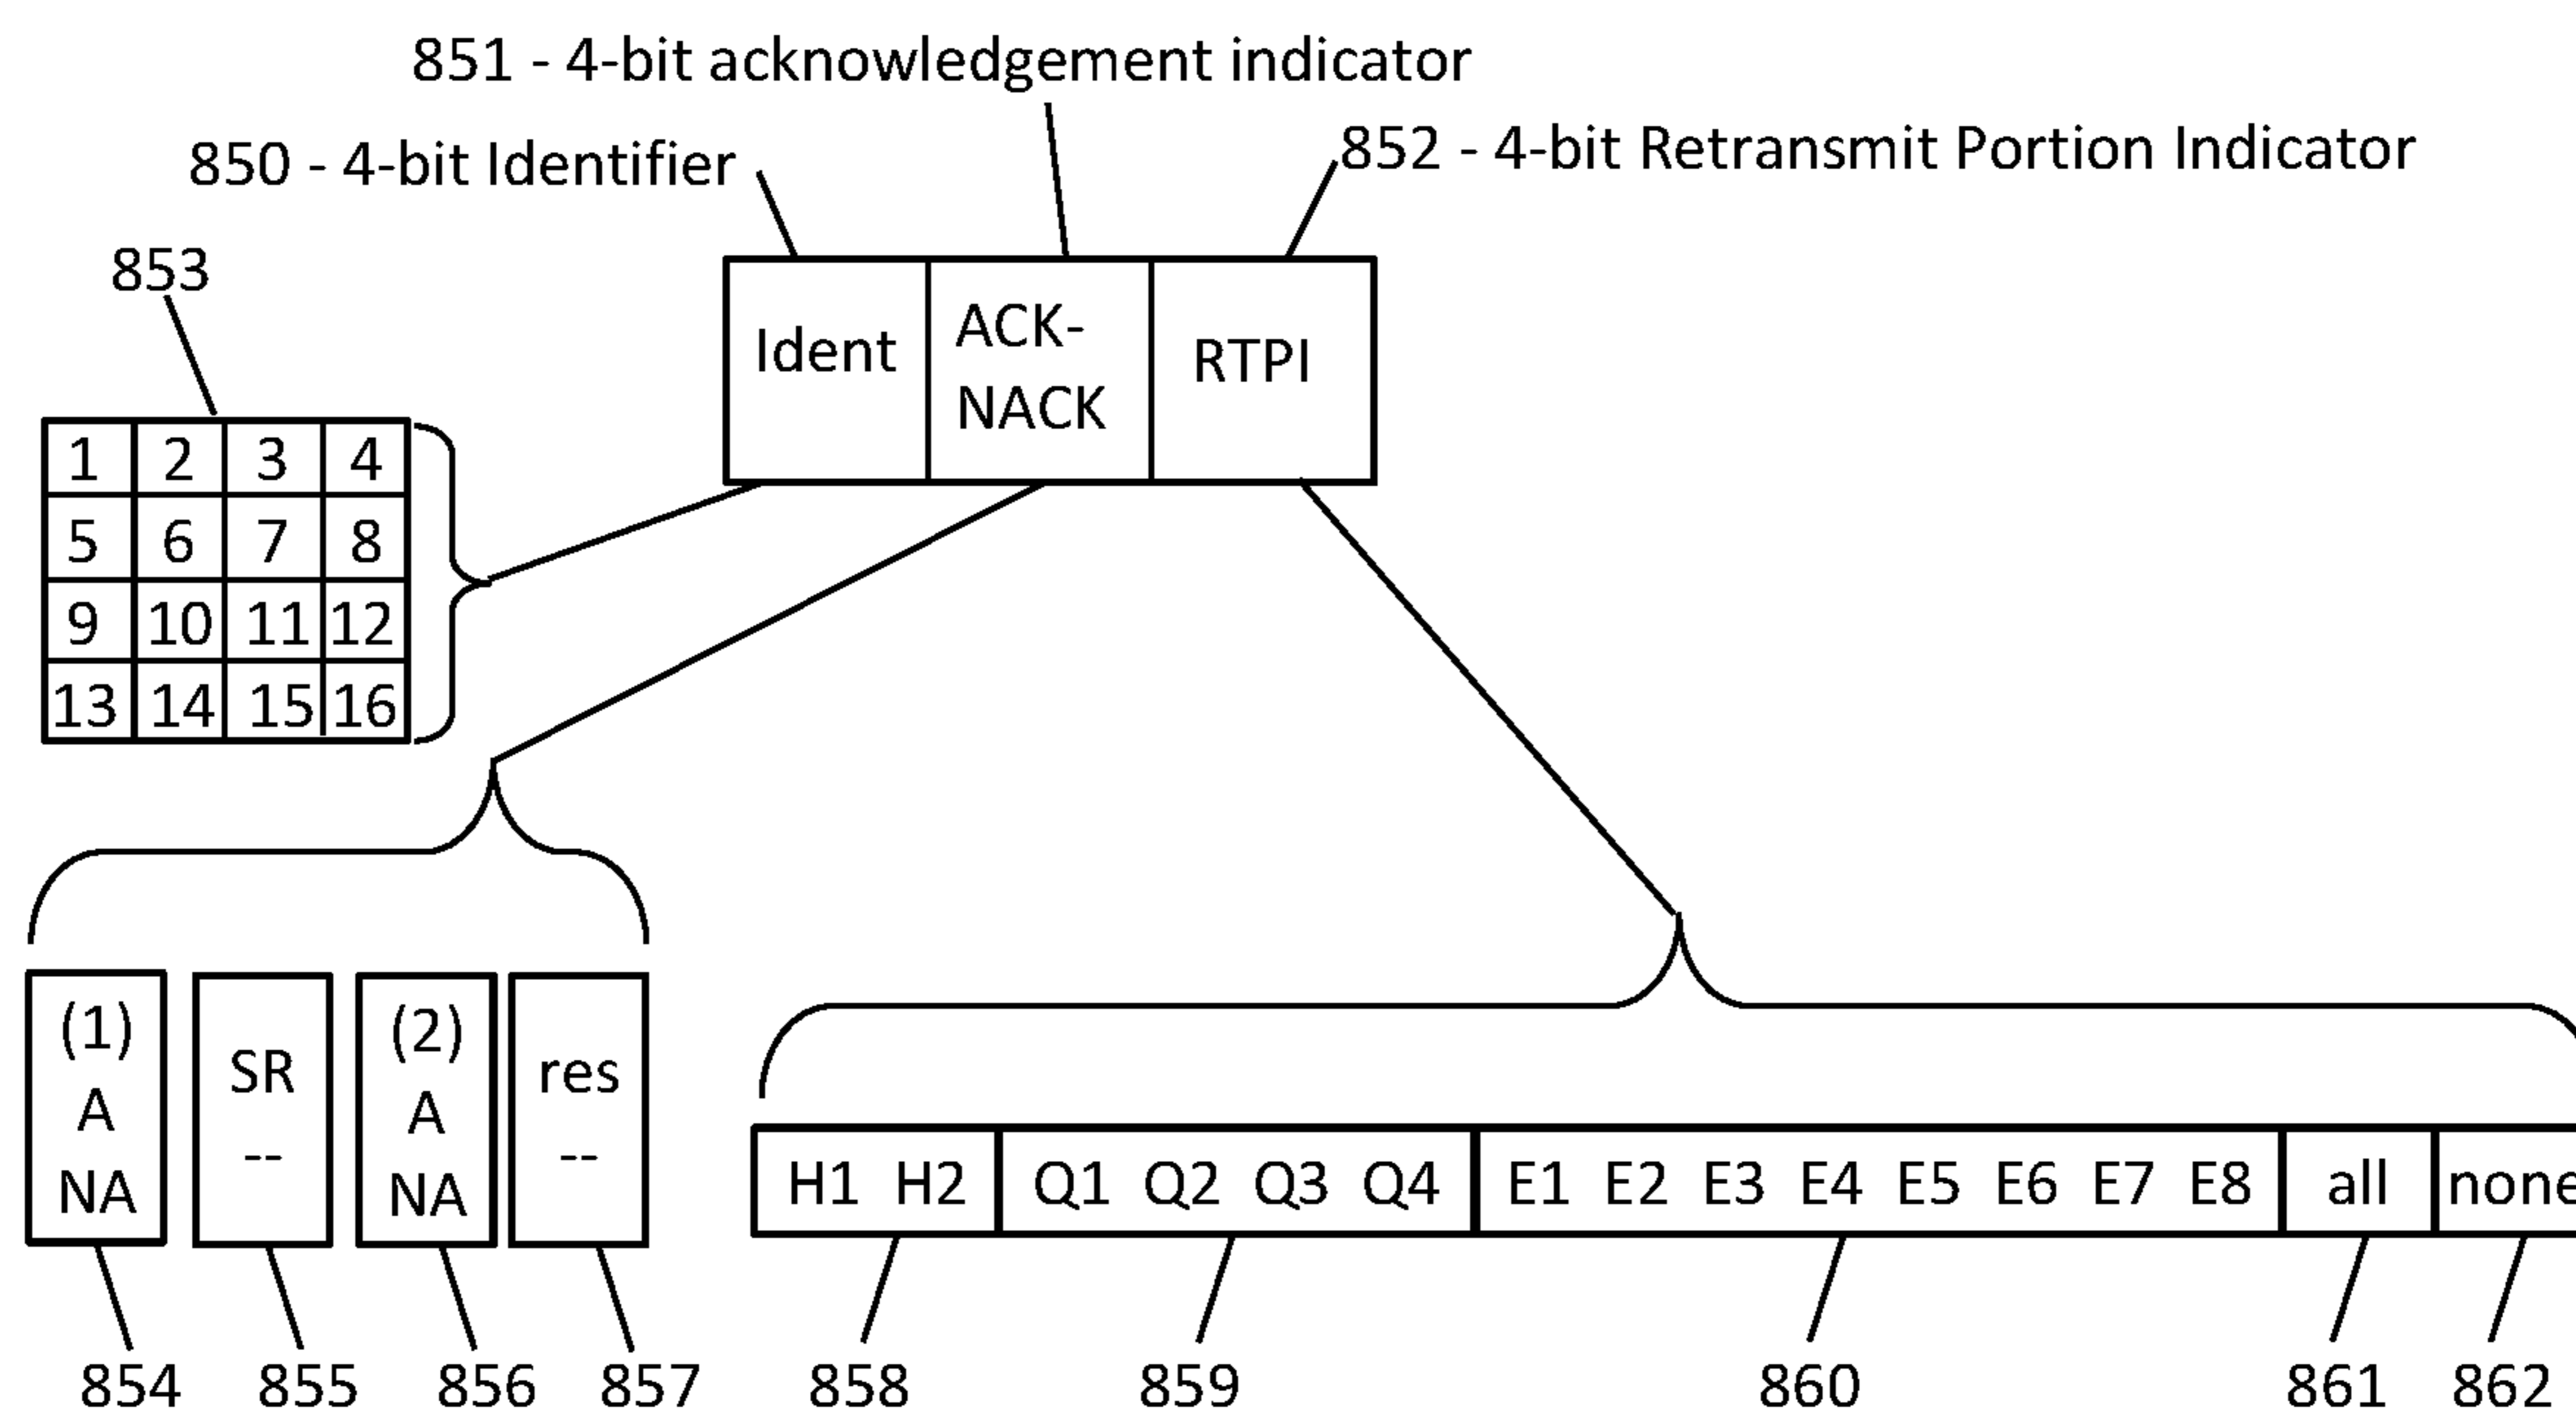 851 - 4-bit acknowledgement indicator
850 - 4-bit Identifier
852 - 4-bit Retransmit Portion Indicator
853
Ident
ACK-
NACK
RTPI
1 2 3 4
5 6 7 8
9 10 11 12
13 14 15 16
(1)
A
NA
SR
--
(2)
A
NA
res
--
H1 H2 Q1 Q2 Q3 Q4 E1 E2 E3 E4 E5 E6 E7 E8 all none
854 855 856 857 858 859 860 861 862